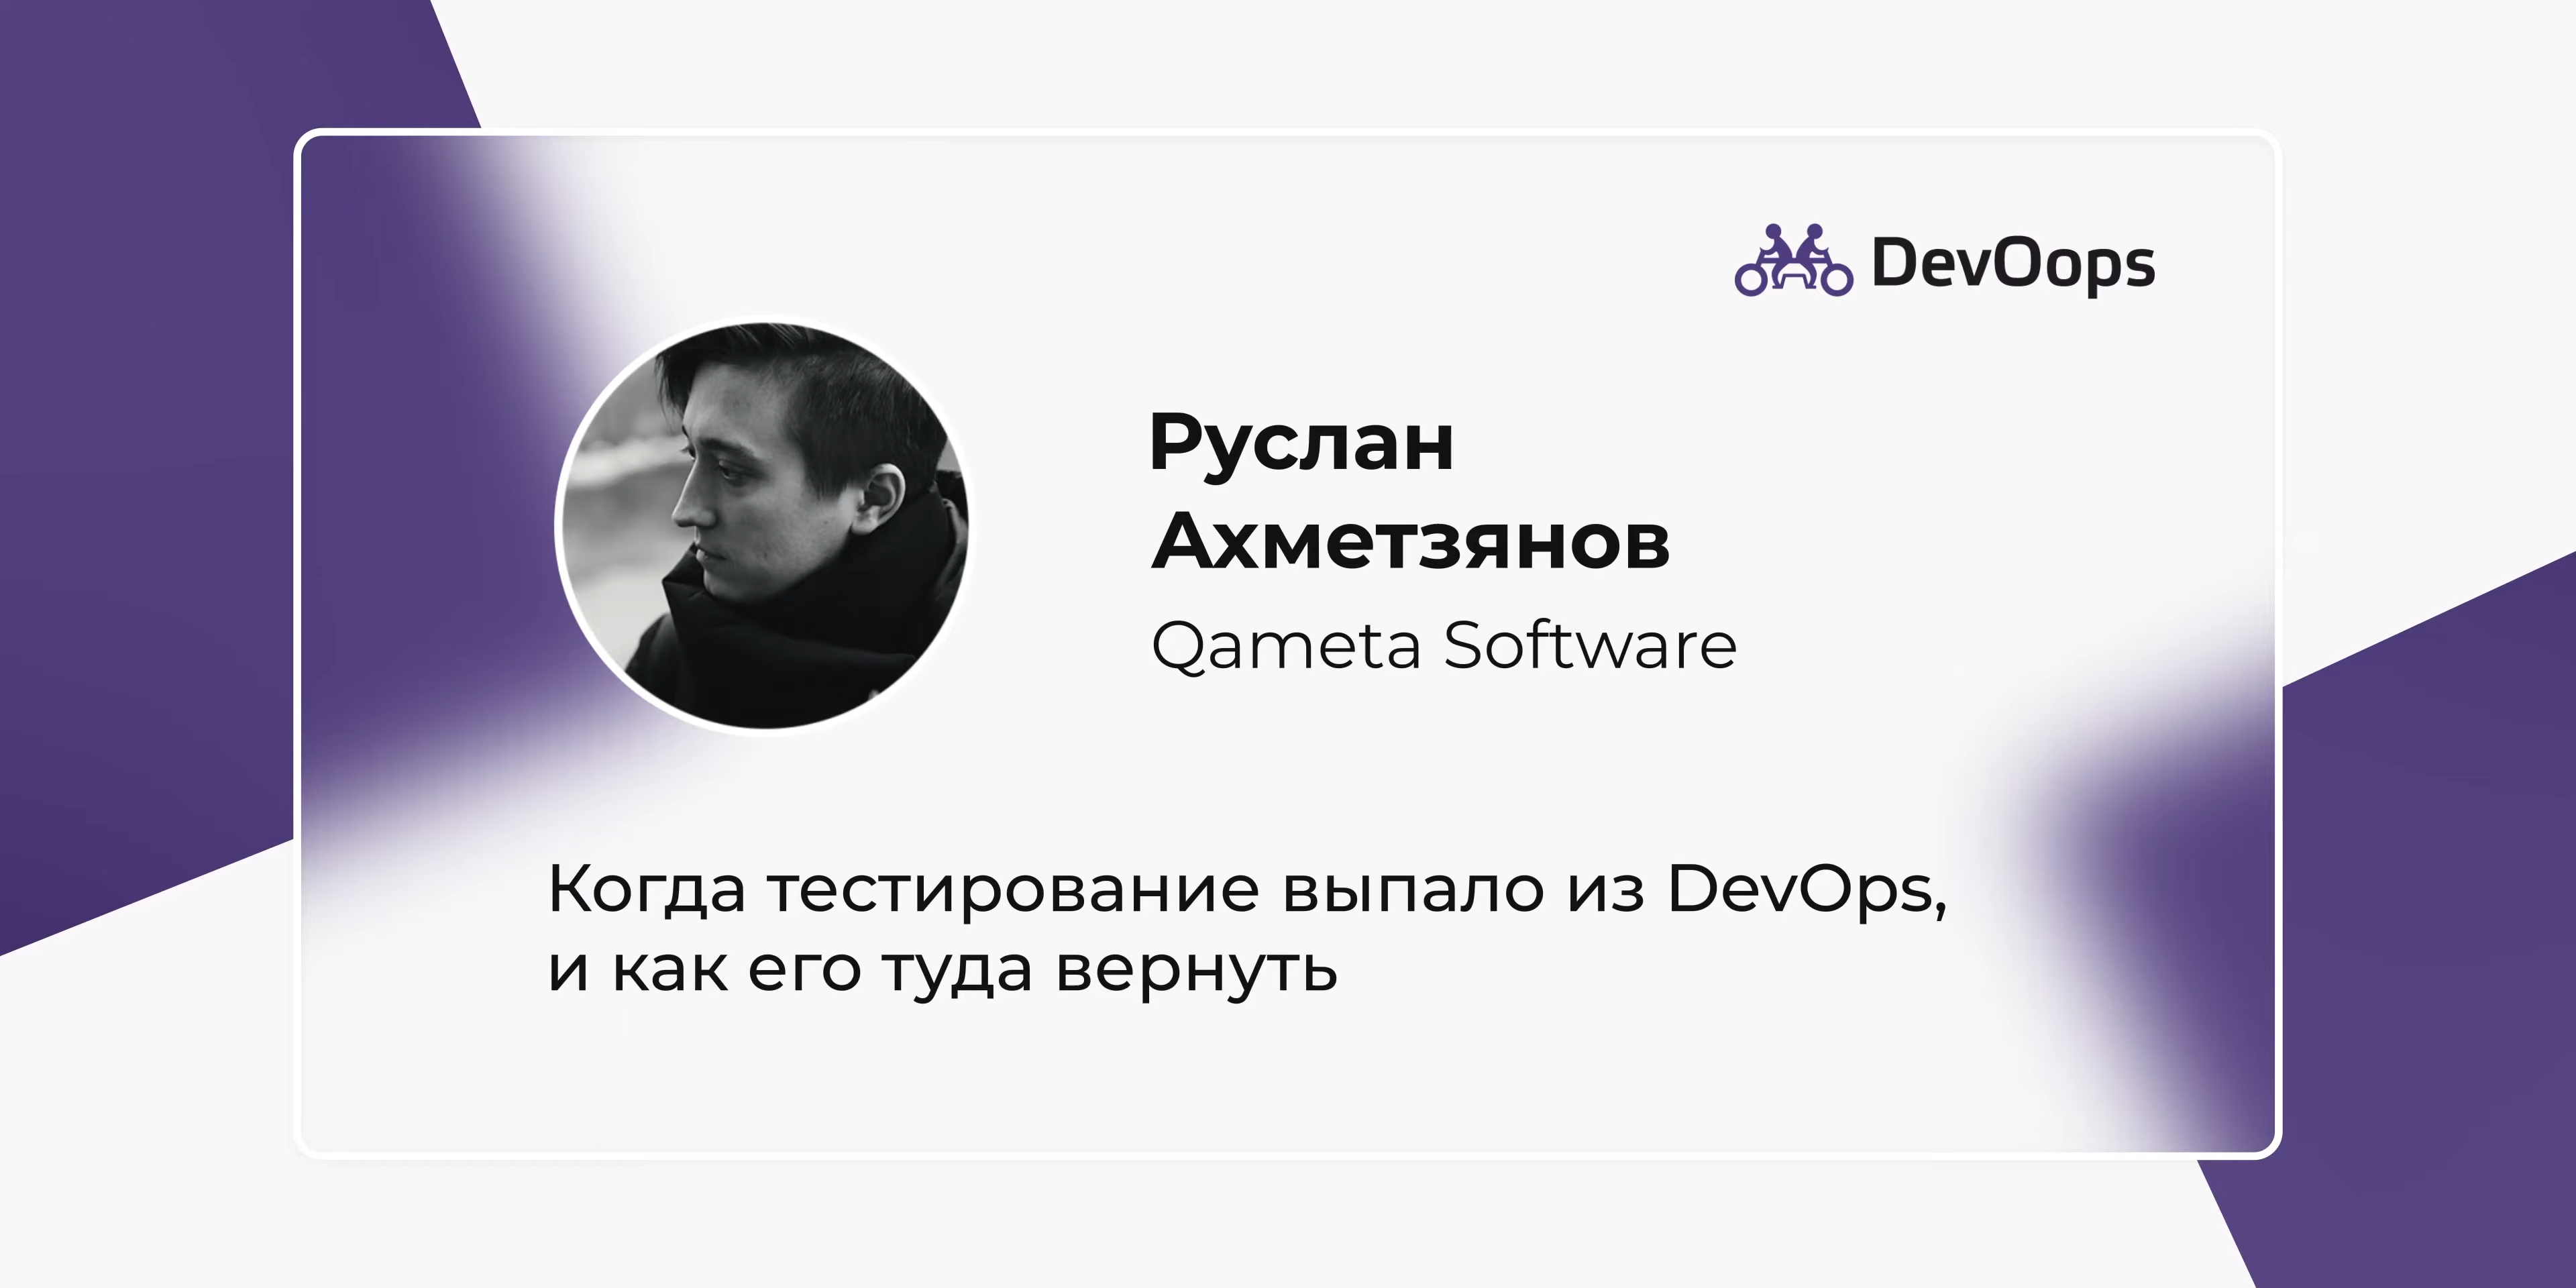 DevOops
Руслан
Ахметзянов
Qameta Software
Когда тестирование выпало из DevOps,
и как его туда вернуть